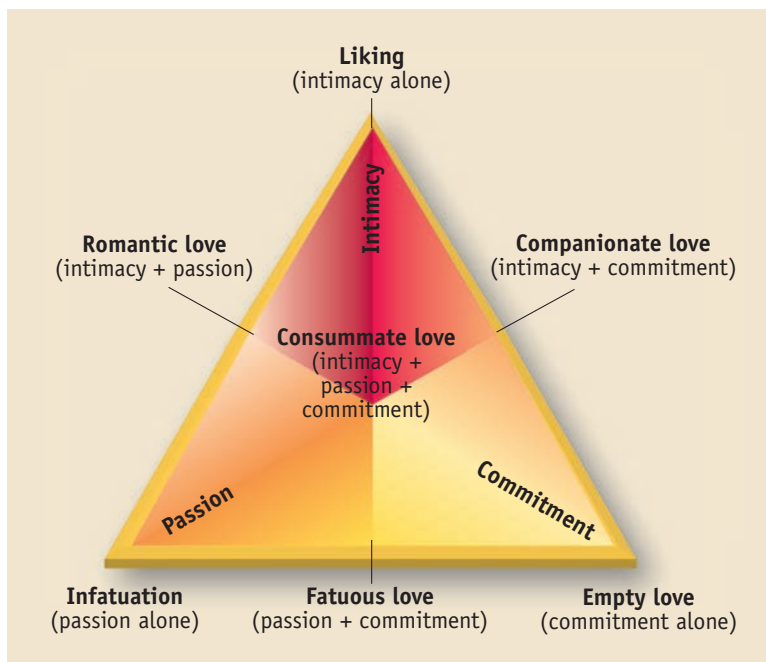 Liking
(intimacy alone)
Intimacy
Romantic love
(intimacy + passion)
Companionate love
(intimacy + commitment)
Consummate love
(intimacy +
passion +
commitment)
Passion
Commitment
Infatuation
(passion alone)
Fatuous love
(passion + commitment)
Empty love
(commitment alone)